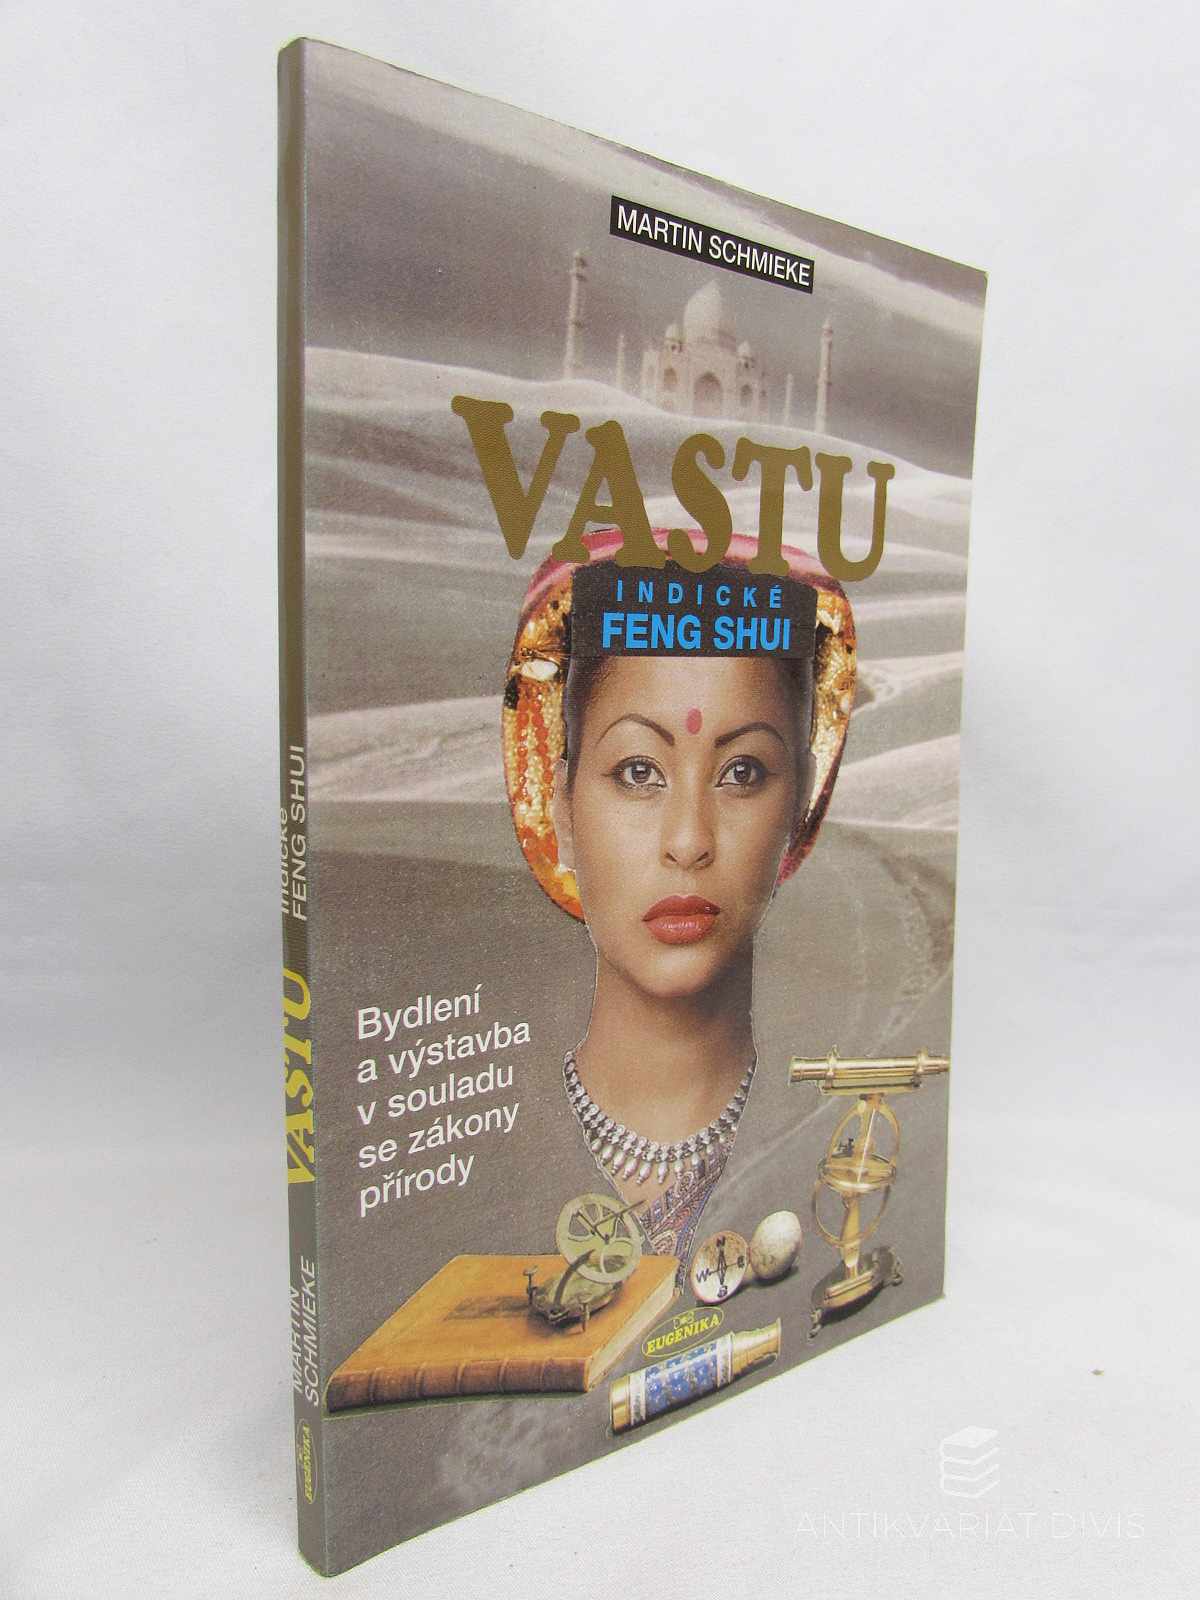 MARTIN SCHMIEKE
VASTU
INDICKÉ
FENG SHUI
Bydlení
a výstavba
v souladu
se zákony
přírody
N
W E
S
EUGENIKA
MARTIN
SCHMIEKE
VASTU
indické
FENG SHUI
EUGENIKA
ANTIKVARIAT DIVIS